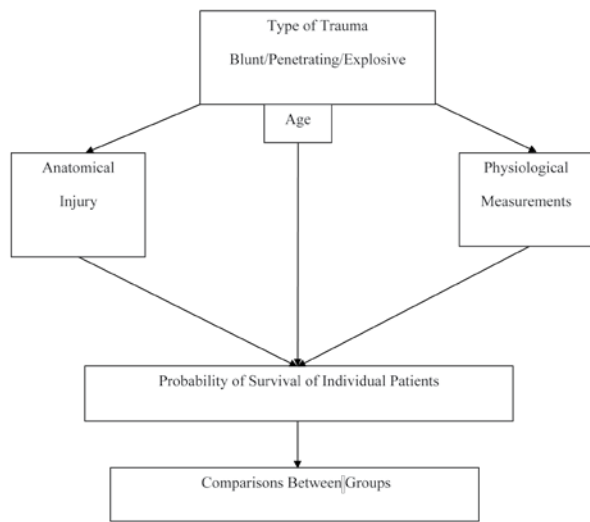 Type of Trauma
Blunt/Penetrating/Explosive
Age
Anatomical
Injury
Physiological
Measurements
Probability of Survival of Individual Patients
Comparisons Between Groups